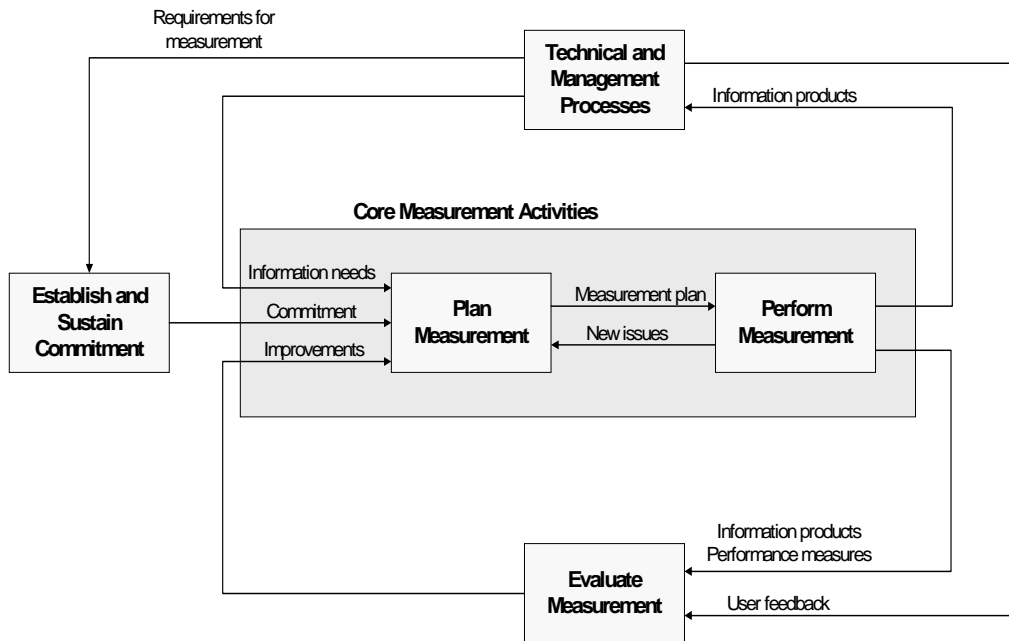 Requirements for
measurement
Technical and
Management
Processes
Information products
Core Measurement Activities
Information needs
Establish and
Sustain
Commitment
Commitment
Improvements
Plan
Measurement
Measurement plan
New issues
Perform
Measurement
Information products
Performance measures
Evaluate
Measurement
User feedback